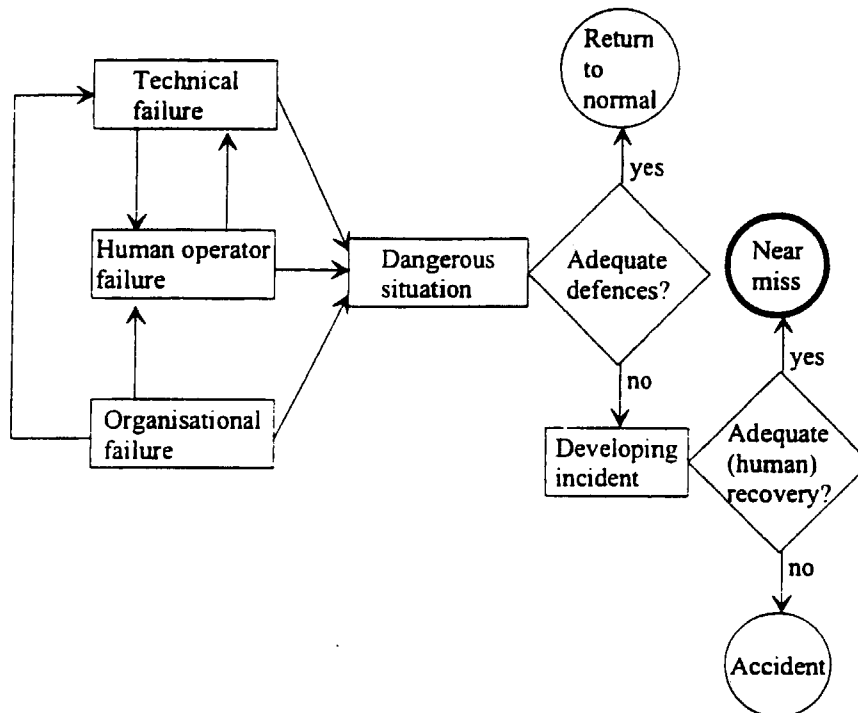 Technical
failure
Human operator
failure
Organisational
failure
Dangerous
situation
Return
to
normal
yes
Adequate
defences?
no
Developing
incident
Near
miss
yes
Adequate
(human)
recovery?
no
Accident